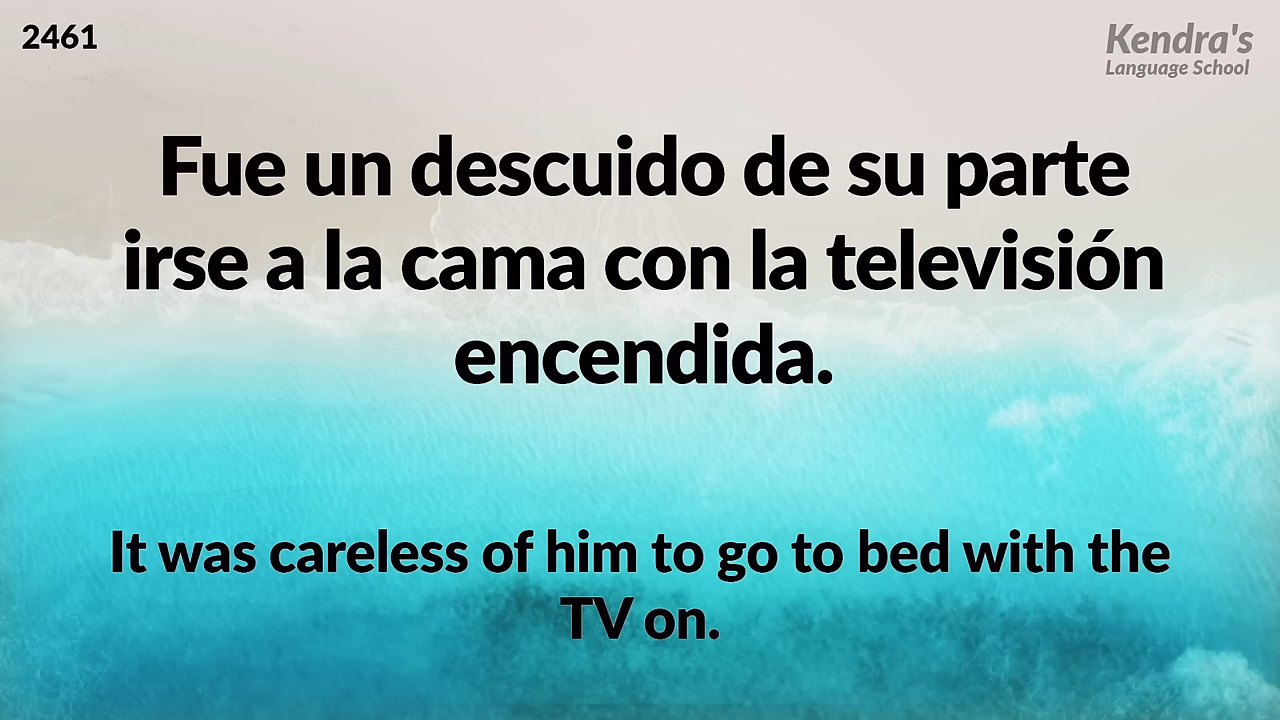 2461
Kendra's
Language School
Fue un descuido de su parte
irse a la cama con la televisión
encendida.
It was careless of him to go to bed with the
TV on.